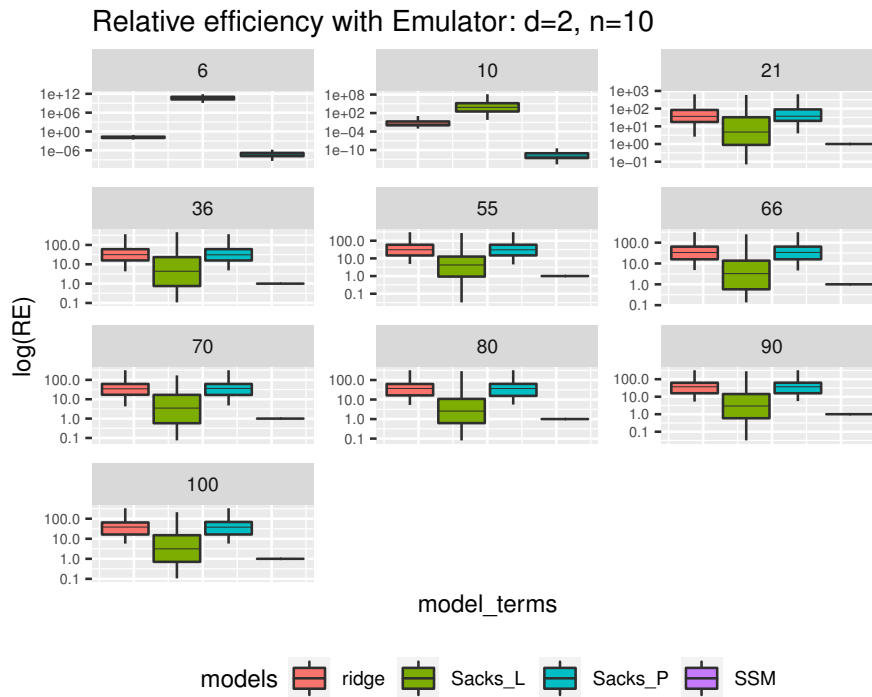 Relative efficiency with Emulator: d=2, n=10
6 10 21
1e+12 1e+08 1e+03
1e+06 1e+02 1e+02
1e+00 1e−04 1e+01
1e−06 1e−10 1e+00
1e−01
36 55 66
100.0 100.0 100.0
10.0 10.0 10.0
1.0 1.0 1.0
0.1 0.1 0.1
log(RE)
70 80 90
100.0 100.0 100.0
10.0 10.0 10.0
1.0 1.0 1.0
0.1 0.1 0.1
100
100.0
10.0
1.0
0.1
model_terms
models ridge Sacks_L Sacks_P SSM